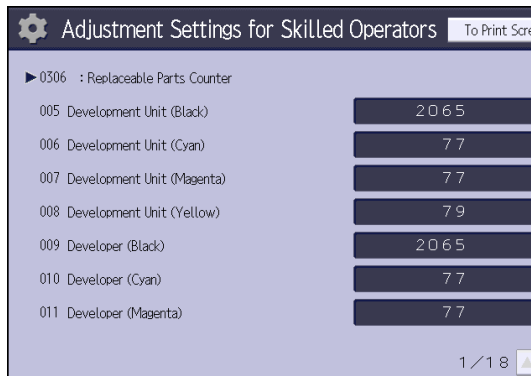 Adjustment Settings for Skilled Operators To Print Scre
0306 : Replaceable Parts Counter
005 Development Unit (Black) 2065
006 Development Unit (Cyan) 77
007 Development Unit (Magenta) 77
008 Development Unit (Yellow) 79
009 Developer (Black) 2065
010 Developer (Cyan) 77
011 Developer (Magenta) 77
1/18